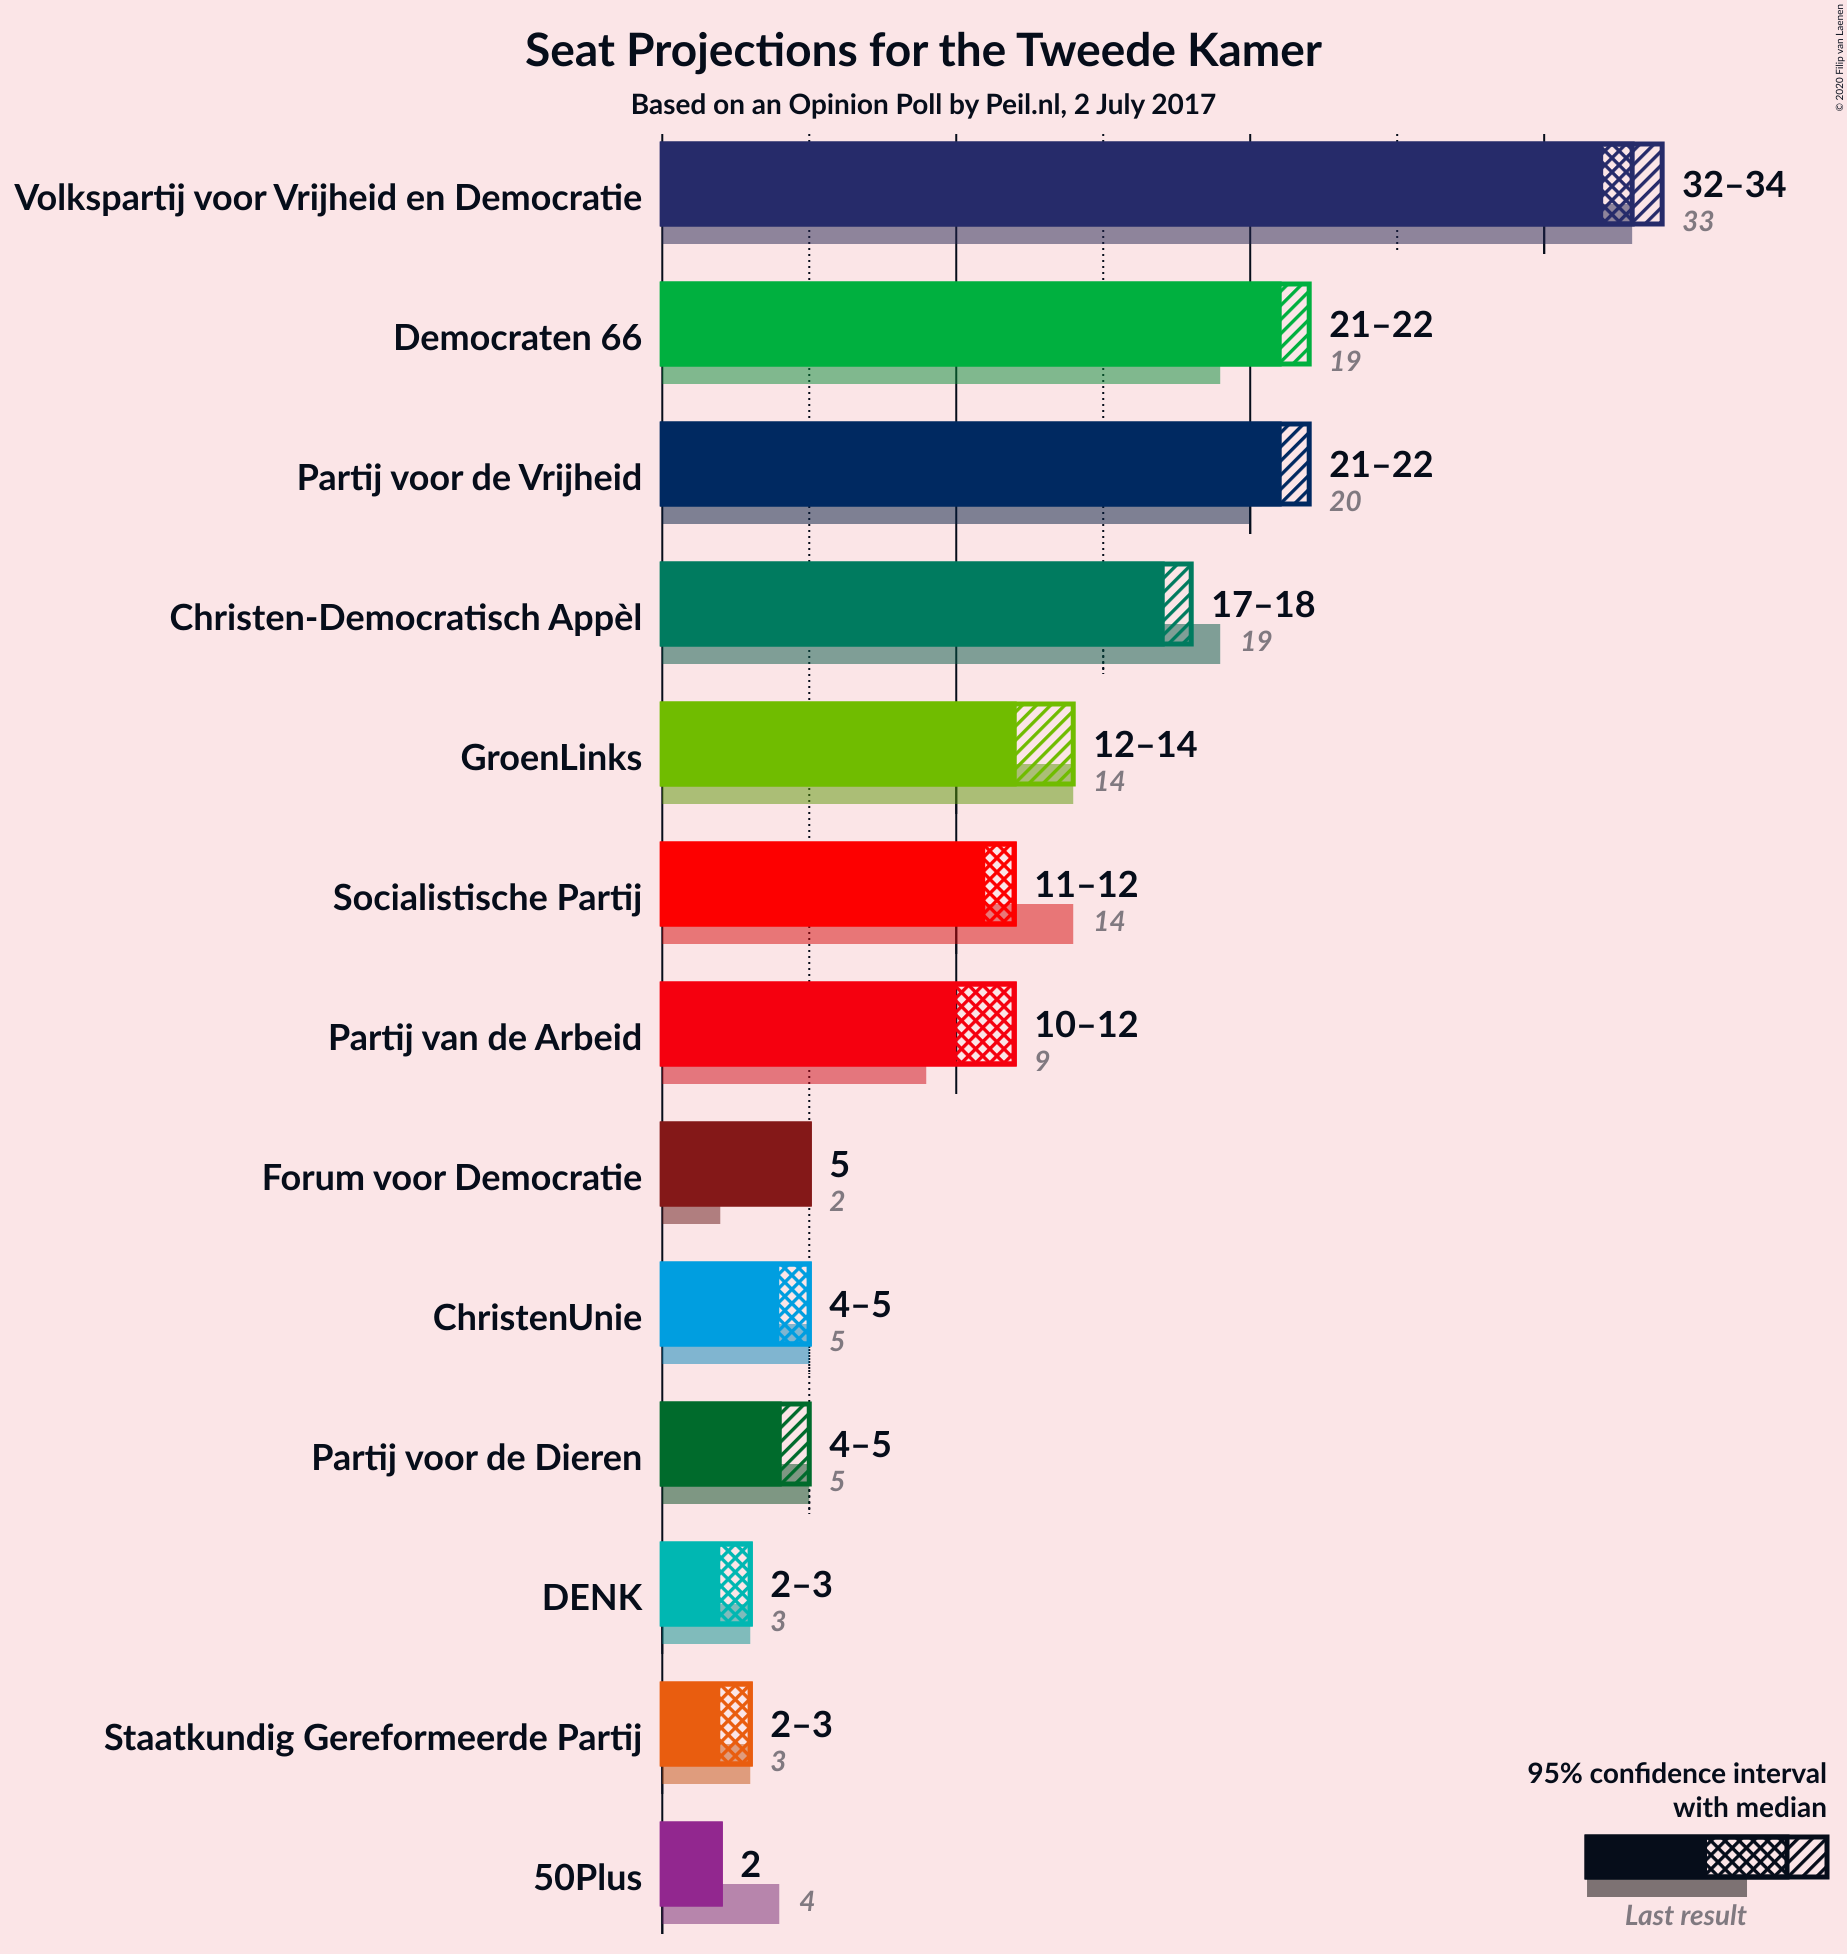 Seat Projections for the Tweede Kamer
Based on an Opinion Poll by Peil.nl, 2 July 2017
© 2020 Filip van Laenen
Volkspartij voor Vrijheid en Democratie
32–34
33
Democraten 66
21–22
19
Partij voor de Vrijheid
21–22
20
Christen-Democratisch Appèl
17–18
19
GroenLinks
12–14
14
Socialistische Partij
11–12
14
Partij van de Arbeid
10–12
9
Forum voor Democratie
5
2
ChristenUnie
4–5
5
Partij voor de Dieren
4–5
5
DENK
2–3
3
Staatkundig Gereformeerde Partij
2–3
3
50Plus
2
4
95% confidence interval
with median
Last result